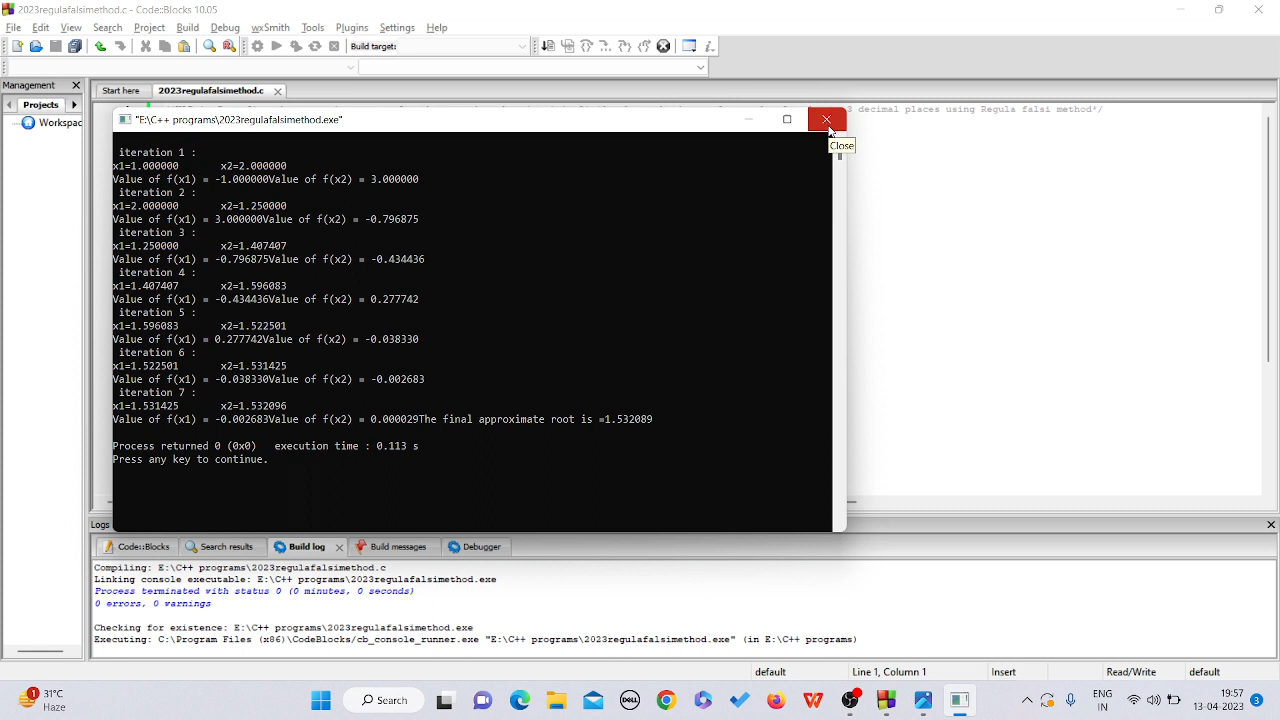 2023regulafalsimethod.c - Code::Blocks 10.05
File Edit View Search Project Build Debug wxSmith Tools Plugins Settings Help
Build target:
Management
Start here 2023regulafalsimethod.c
Projects
3 decimal places using Regula falsi method*/
"E:\C++ programs\2023regulafalsimethod.exe"
Close
Workspac
iteration 1 :
x1=1.000000 x2=2.000000
Value of f(x1) = -1.000000Value of f(x2) = 3.000000
iteration 2 :
x1=2.000000 x2=1.250000
Value of f(x1) = 3.000000Value of f(x2) = -0.796875
iteration 3 :
x1=1.250000 x2=1.407407
Value of f(x1) = -0.796875Value of f(x2) = -0.434436
iteration 4 :
x1=1.407407 x2=1.596083
Value of f(x1) = -0.434436Value of f(x2) = 0.277742
iteration 5 :
x1=1.596083 x2=1.522501
Value of f(x1) = 0.277742Value of f(x2) = -0.038330
iteration 6 :
x1=1.522501 x2=1.531425
Value of f(x1) = -0.038330Value of f(x2) = -0.002683
iteration 7 :
x1=1.531425 x2=1.532096
Value of f(x1) = -0.002683Value of f(x2) = 0.000029The final approximate root is =1.532089
Process returned 0 (0x0) execution time : 0.113 s
Press any key to continue.
Logs
Code::Blocks Search results Build log Build messages Debugger
Compiling: E:\C++ programs\2023regulafalsimethod.c
Linking console executable: E:\C++ programs\2023regulafalsimethod.exe
Process terminated with status 0 (0 minutes, 0 seconds)
0 errors, 0 warnings
Checking for existence: E:\C++ programs\2023regulafalsimethod.exe
Executing: C:\Program Files (x86)\CodeBlocks/cb_console_runner.exe "E:\C++ programs\2023regulafalsimethod.exe" (in E:\C++ programs)
default Line 1, Column 1 Insert Read/Write default
1 31°C
Haze
Search
DELL
ENG
IN
19:57
13-04-2023
3